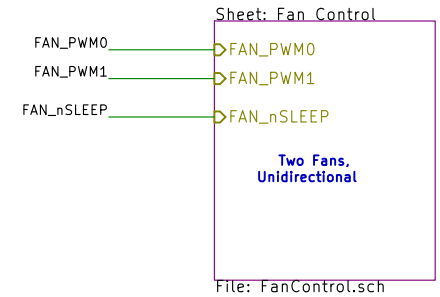 Sheet: Fan Control
FAN_PWM0 FAN_PWM0
FAN_PWM1 FAN_PWM1
FAN_nSLEEP FAN_nSLEEP
Two Fans,
Unidirectional
File: FanControl.sch